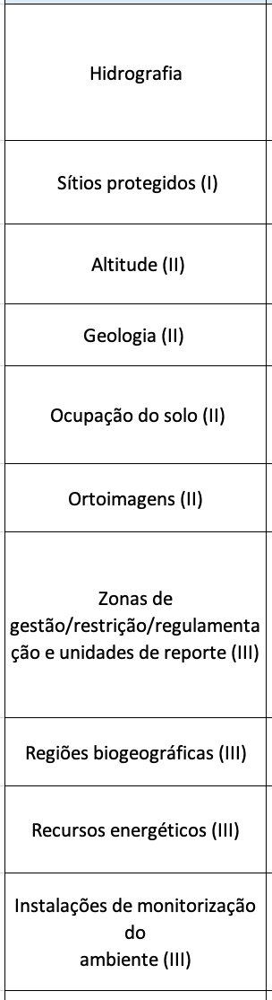 Hidrografia
Sítios protegidos (I)
Altitude (II)
Geologia (II)
Ocupação do solo (II)
Ortoimagens (II)
Zonas de
gestão/restrição/regulamenta
ção e unidades de reporte (III)
Regiões biogeográficas (III)
Recursos energéticos (III)
Instalações de monitorização
do
ambiente (III)